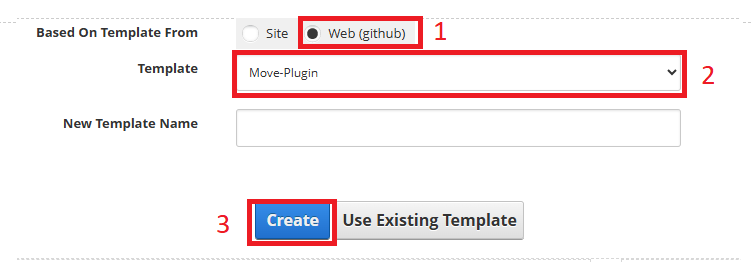 Based On Template From Site Web (github) 1
Template Move-Plugin 2
New Template Name
3 Create Use Existing Template